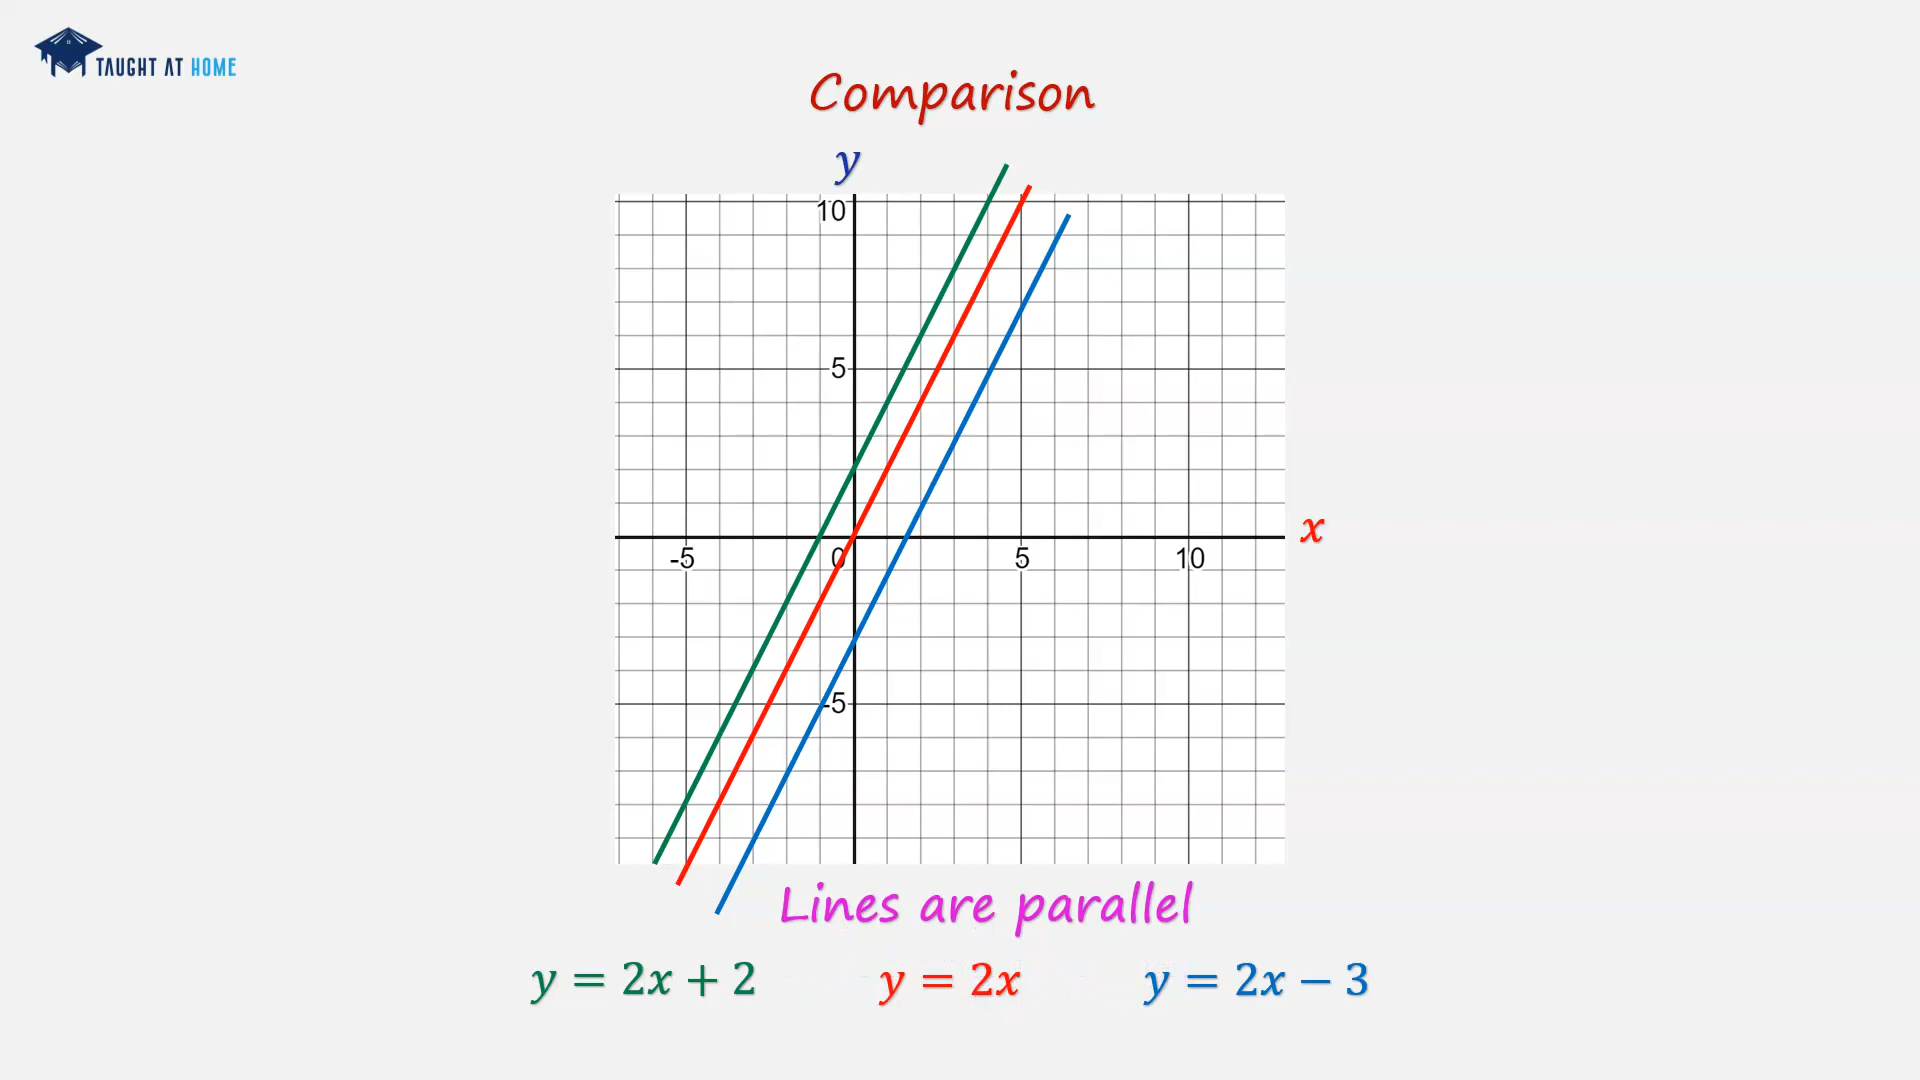 TAUGHT AT HOME
Comparison
y
10
5
x
-5 0 5 10
-5
Lines are parallel
y = 2x + 2 y = 2x y = 2x − 3